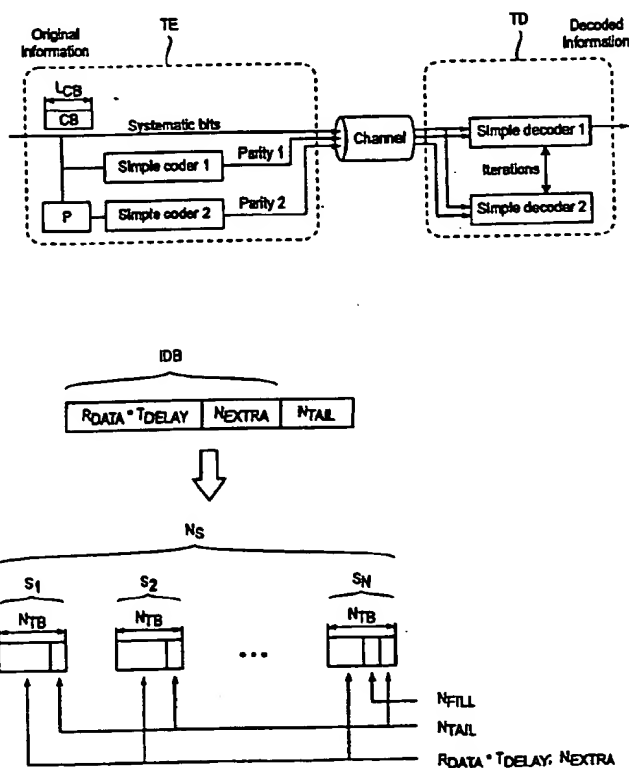 Original Information
TE
TD
Decoded Information
LCB
CB
Systematic bits
Simple coder 1
Parity 1
P
Simple coder 2
Parity 2
Channel
Simple decoder 1
Iterations
Simple decoder 2
IDB
RDATA * TDELAY
NEXTRA
NTAIL
NS
S1
S2
SN
NTB
NTB
NTB
...
NFILL
NTAIL
RDATA * TDELAY; NEXTRA